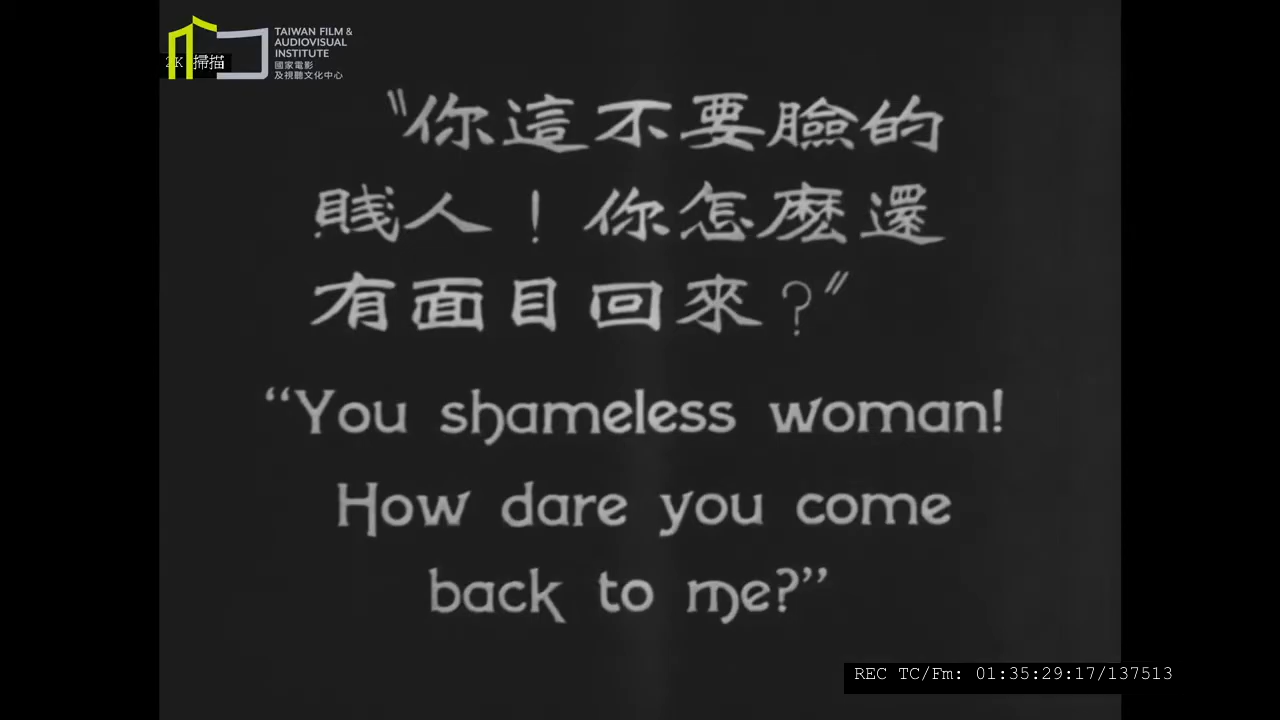 TAIWAN FILM &
AUDIOVISUAL
INSTITUTE
國家電影
及視聽文化中心
2K 掃描
"你這不要臉的
賤人！你怎麽還
有面目回來？"
“You shameless woman!
How dare you come
back to me?”
REC TC/Fm: 01:35:29:17/137513